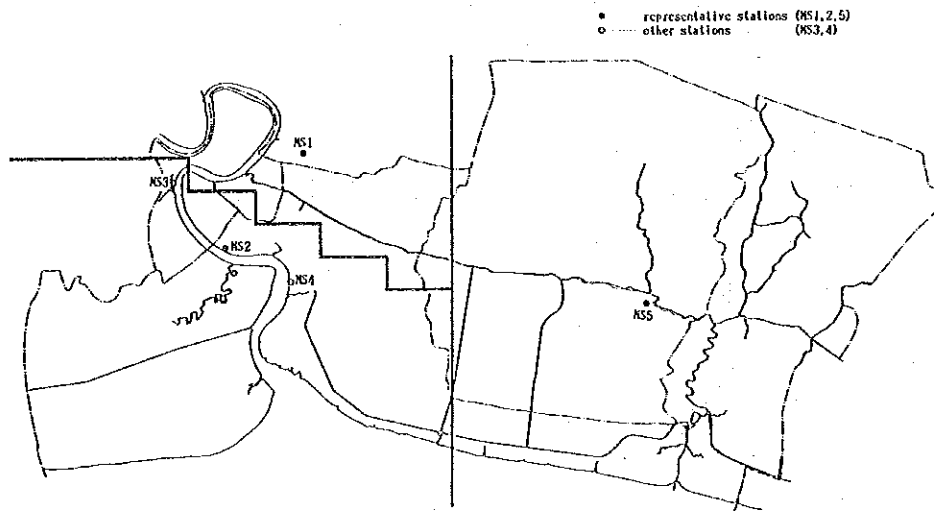 ● representative stations (MS1,2,5)
○ ····· other stations (MS3,4)
MS1
MS3
MS2
MS4
MS5